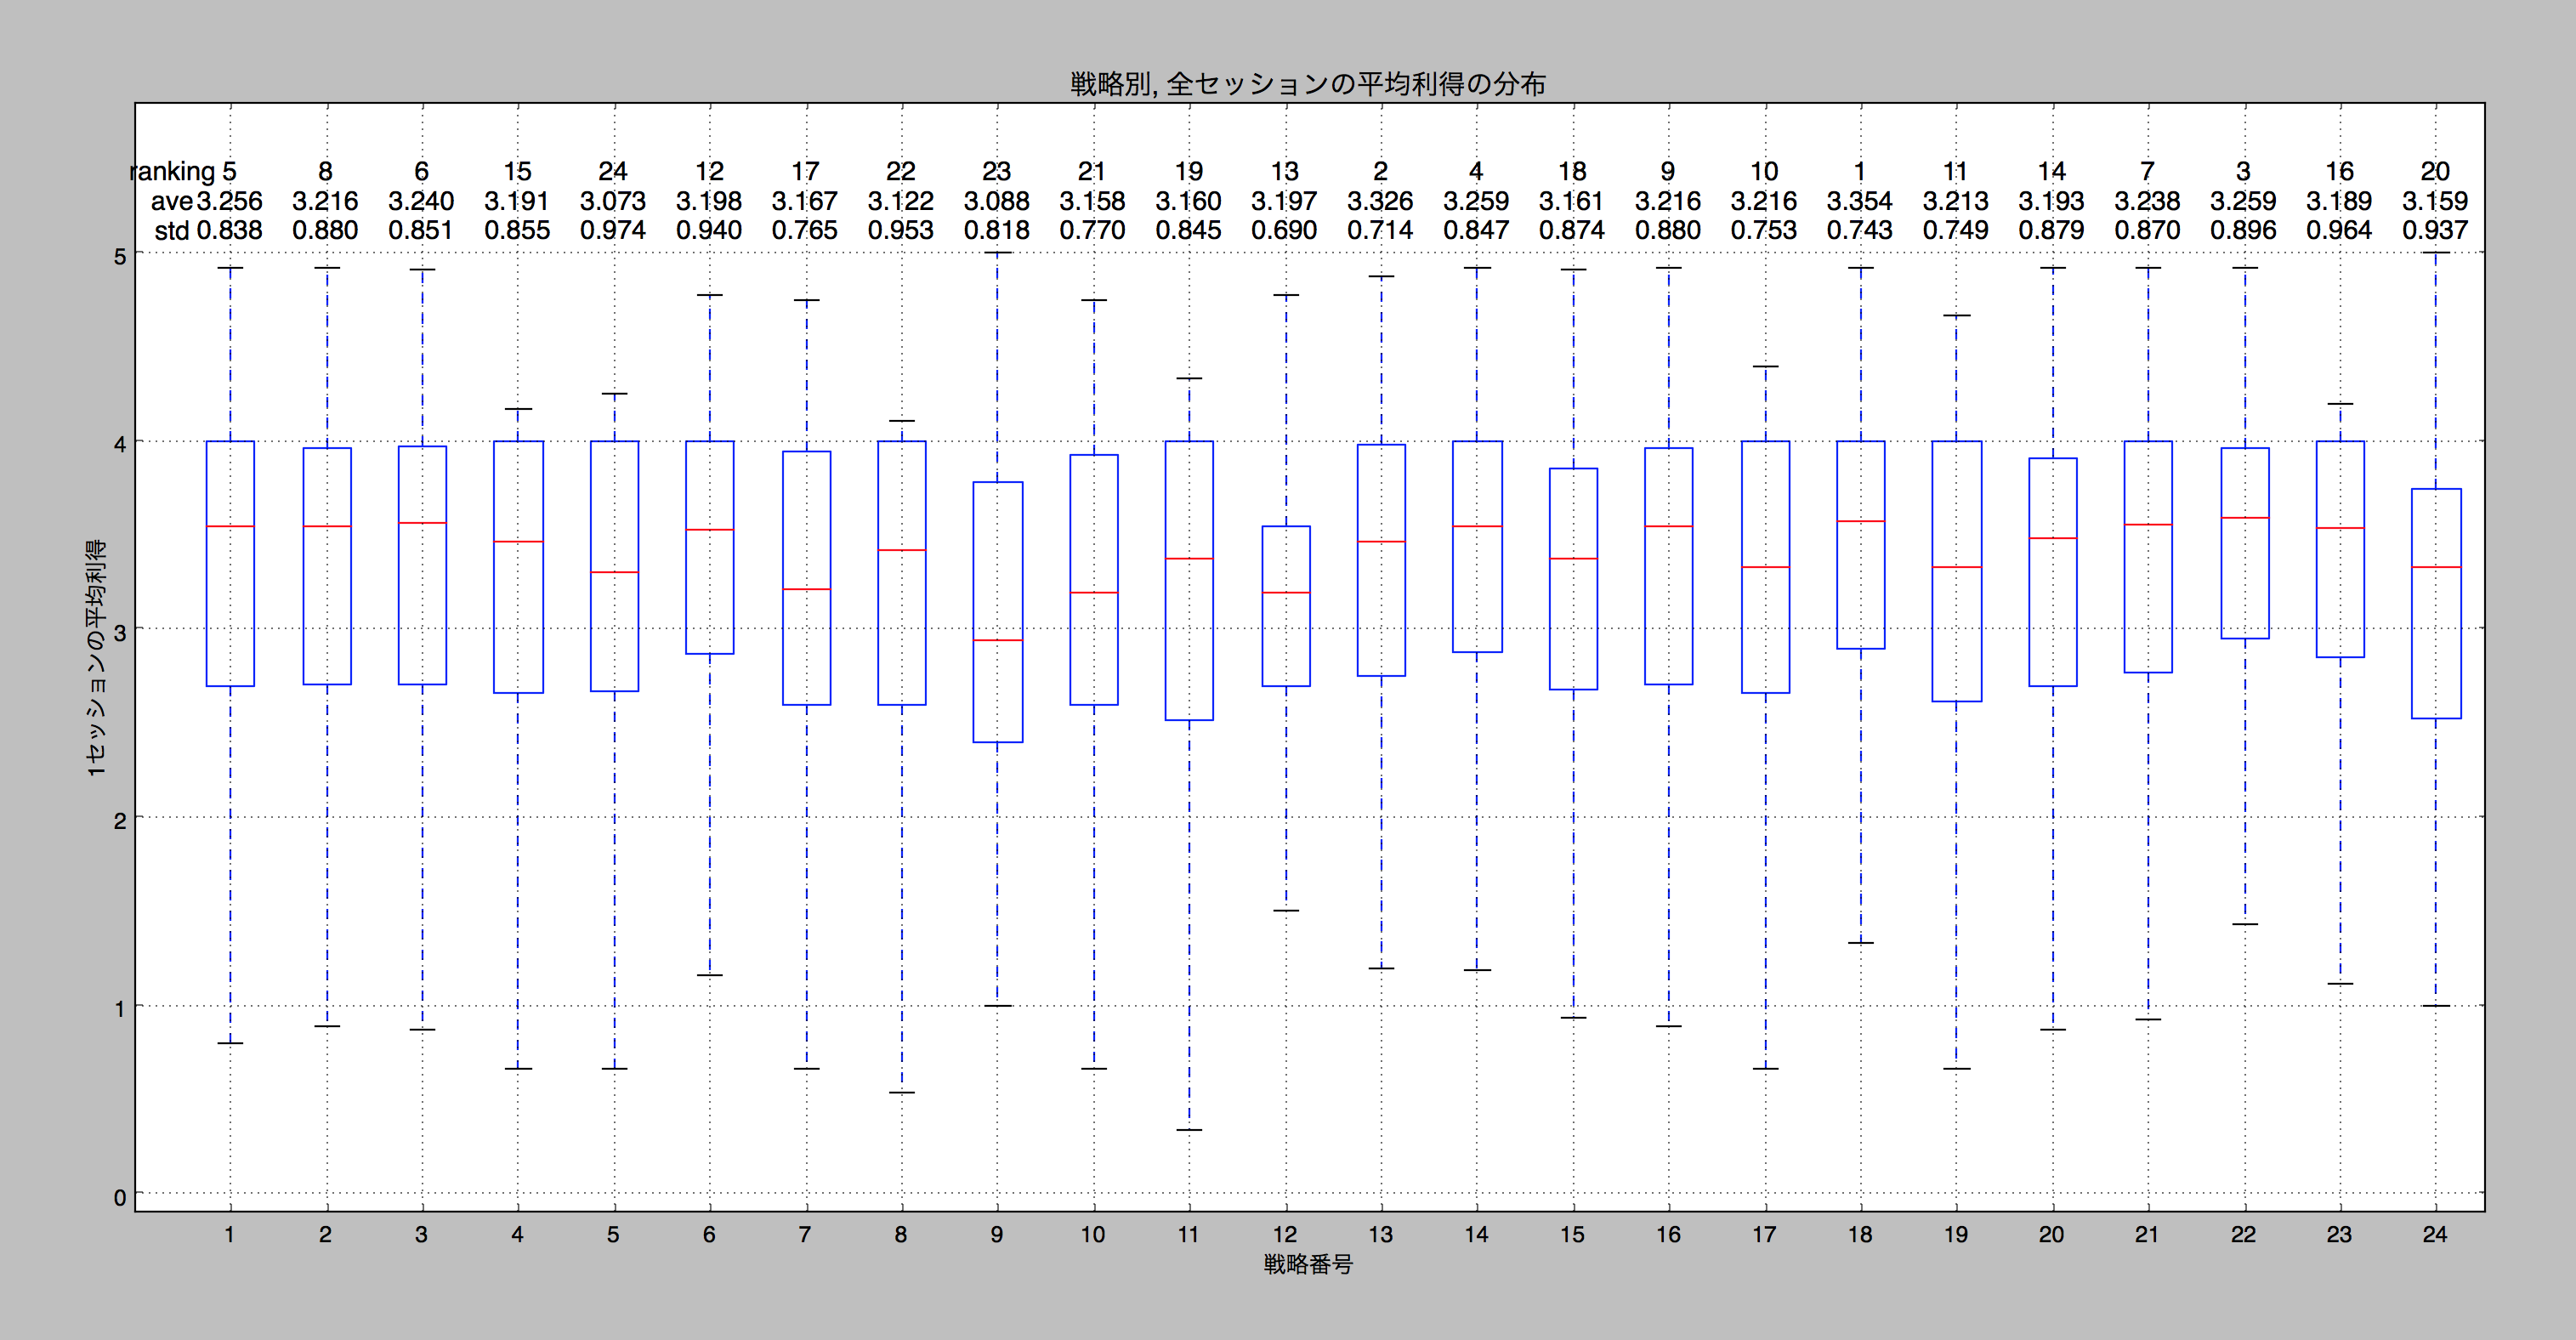 戦略別, 全セッションの平均利得の分布
ranking 5 8 6 15 24 12 17 22 23 21 19 13 2 4 18 9 10 1 11 14 7 3 16 20
ave 3.256 3.216 3.240 3.191 3.073 3.198 3.167 3.122 3.088 3.158 3.160 3.197 3.326 3.259 3.161 3.216 3.216 3.354 3.213 3.193 3.238 3.259 3.189 3.159
std 0.838 0.880 0.851 0.855 0.974 0.940 0.765 0.953 0.818 0.770 0.845 0.690 0.714 0.847 0.874 0.880 0.753 0.743 0.749 0.879 0.870 0.896 0.964 0.937
5
4
3
2
1
0
1セッションの平均利得
1 2 3 4 5 6 7 8 9 10 11 12 13 14 15 16 17 18 19 20 21 22 23 24
戦略番号